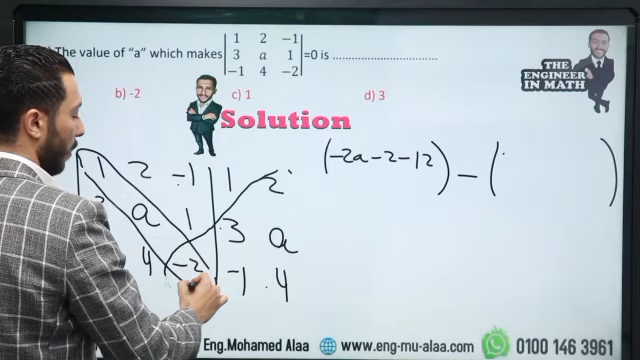 The value of "a" which makes | 1 2 −1 |
| 3 a 1 | =0 is ....................................
| −1 4 −2 |
THE
ENGINEER
IN MATH
b) -2 c) 1 d) 3
Solution
(-2a-2-12) - ( )
1 2 -1 | 1 2
a 1 | 3 a
4 -2 | -1 4
Eng.Mohamed Alaa www.eng-mu-alaa.com 0100 146 3961